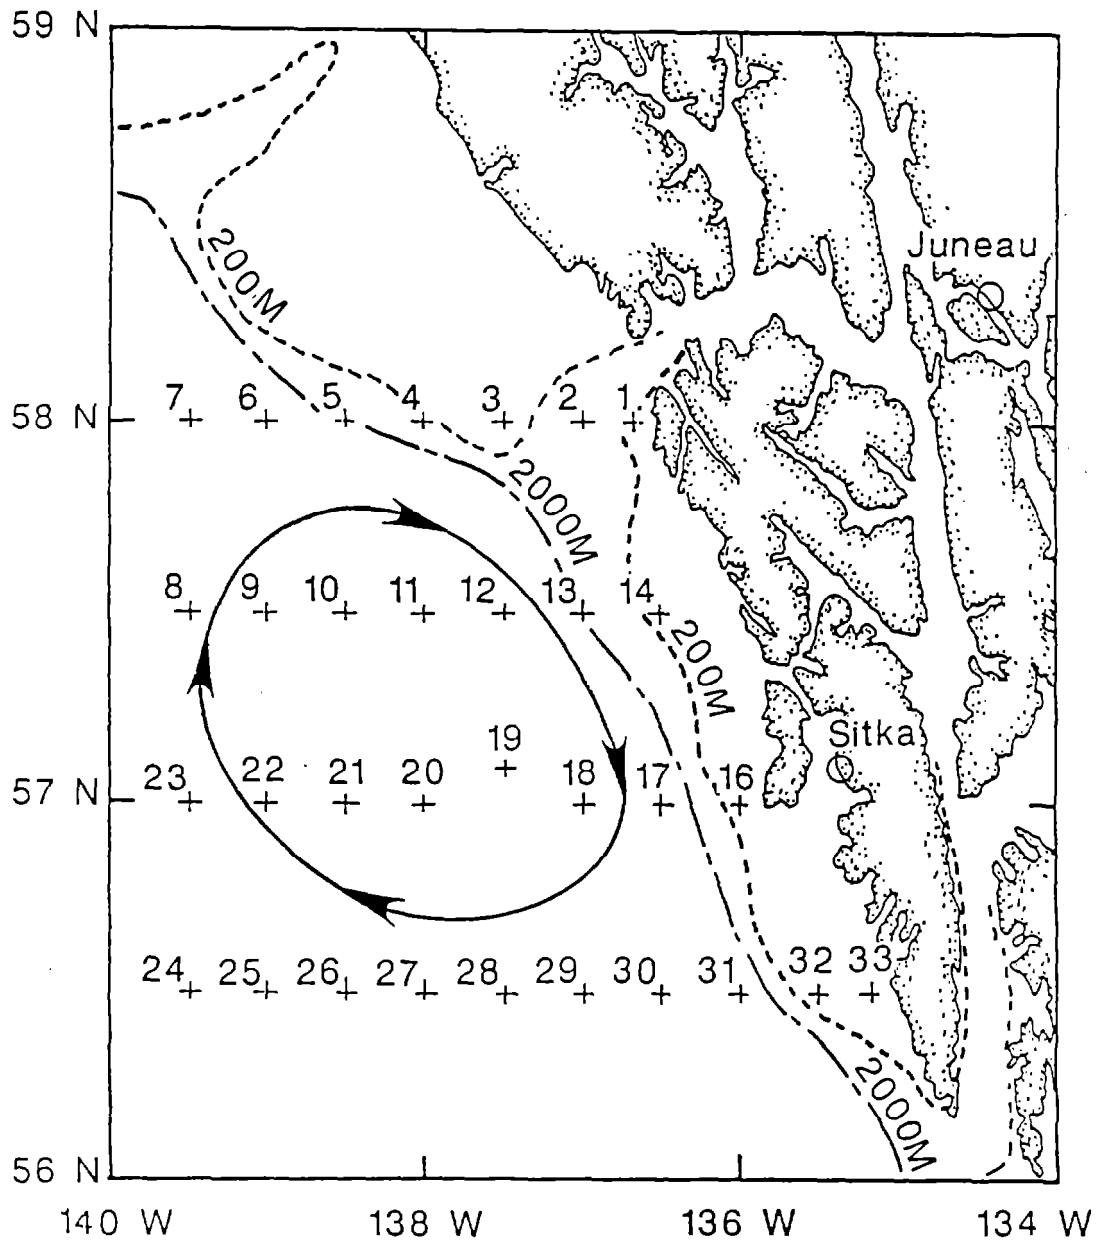 59 N
Juneau
200M
7 6 5 4 3 2 1
58 N
2000M
8 9 10 11 12 13 14
200M
Sitka
19
23 22 21 20 18 17 16
57 N
24 25 26 27 28 29 30 31 32 33
2000M
56 N
140 W 138 W 136 W 134 W